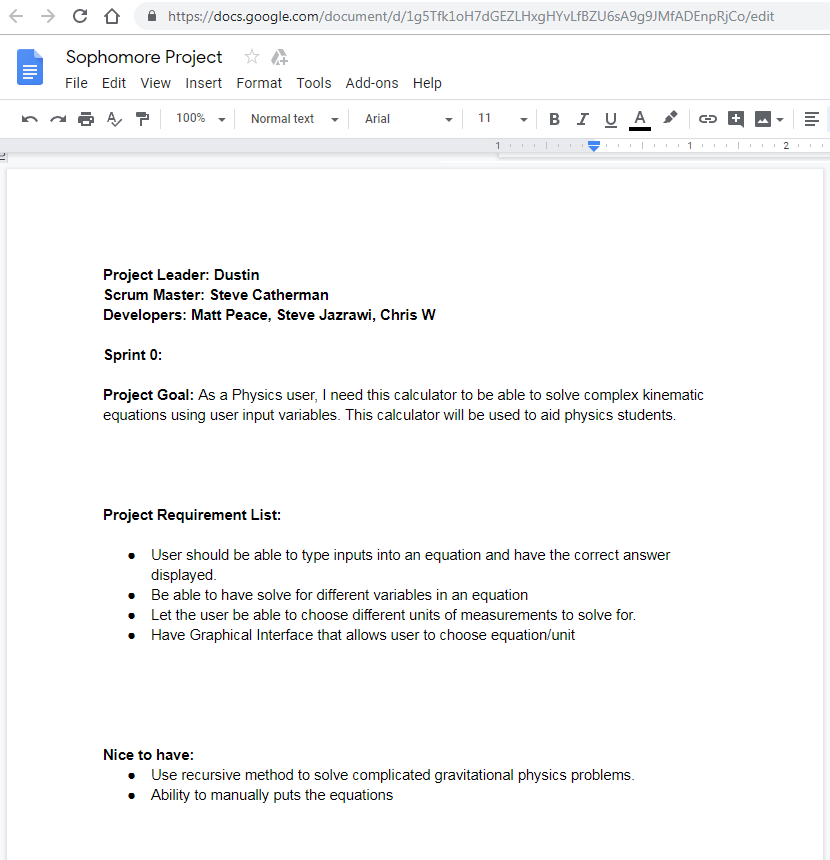 https://docs.google.com/document/d/1g5Tfk1oH7dGEZLHxgHYvLfBZU6sA9g9JMfADEnpRjCo/edit
Sophomore Project
File Edit View Insert Format Tools Add-ons Help
100% Normal text Arial 11 B I U A
1 1 2
Project Leader: Dustin
Scrum Master: Steve Catherman
Developers: Matt Peace, Steve Jazrawi, Chris W
Sprint 0:
Project Goal: As a Physics user, I need this calculator to be able to solve complex kinematic
equations using user input variables. This calculator will be used to aid physics students.
Project Requirement List:
● User should be able to type inputs into an equation and have the correct answer
displayed.
● Be able to have solve for different variables in an equation
● Let the user be able to choose different units of measurements to solve for.
● Have Graphical Interface that allows user to choose equation/unit
Nice to have:
● Use recursive method to solve complicated gravitational physics problems.
● Ability to manually puts the equations